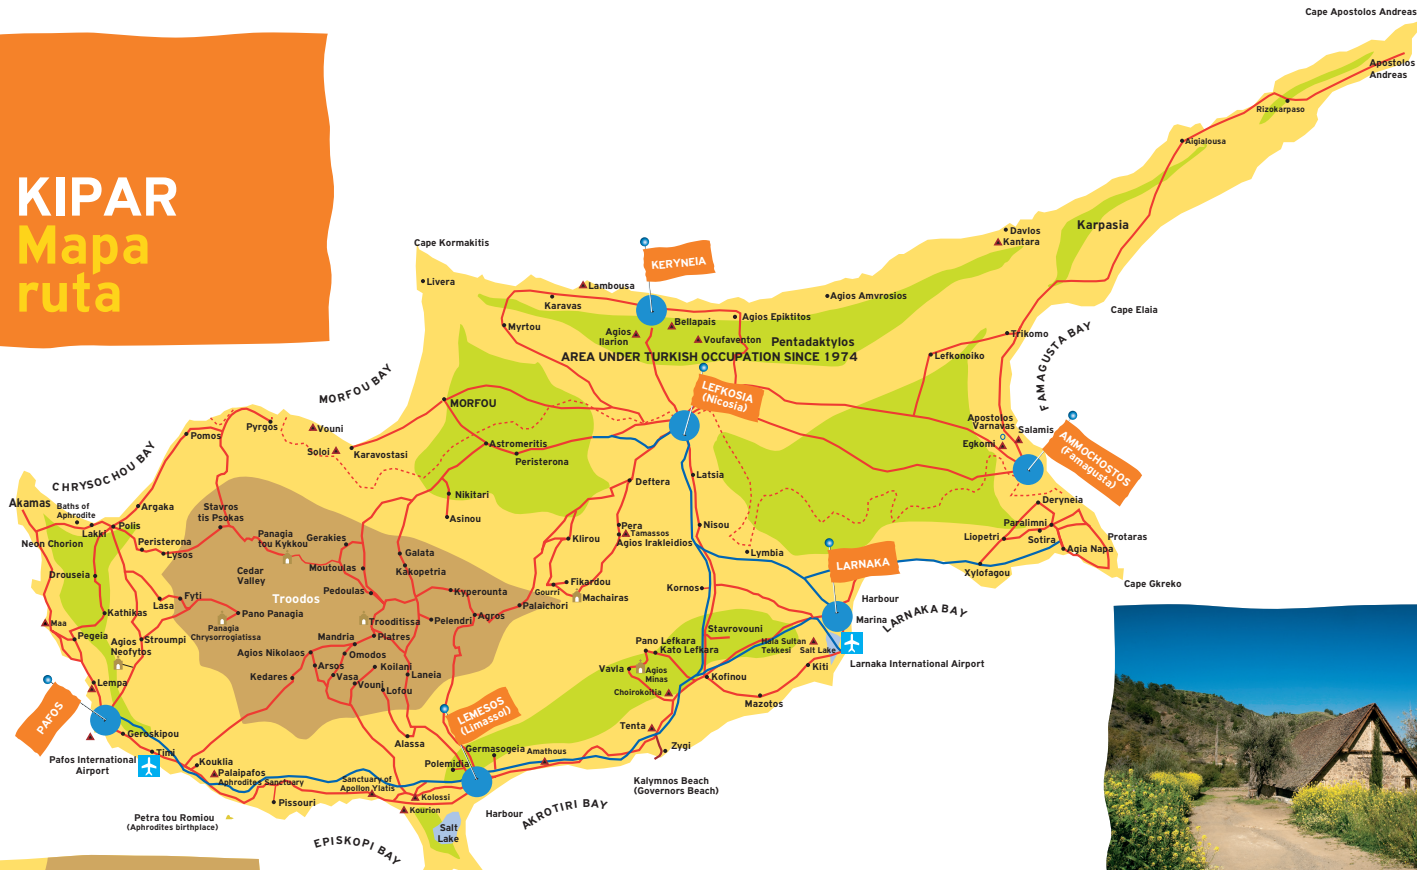 Cape Apostolos Andreas
Apostolos
Andreas
Rizokarpaso
Aigialousa
KIPAR
Mapa
ruta
Karpasia
Davlos
Kantara
Cape Kormakitis
KERYNEIA
Livera
Lambousa
Karavas
Agios Amvrosios
Cape Elaia
Myrtou
Agios
Ilarion
Bellapais
Agios Epiktitos
Voufaventon
Pentadaktylos
Trikomo
Lefkonoiko
FAMAGUSTA BAY
AREA UNDER TURKISH OCCUPATION SINCE 1974
MORFOU BAY
LEFKOSIA
(Nicosia)
MORFOU
Pyrgos
Vouni
Pomos
Soloi
Karavostasi
Astromeritis
Peristerona
Apostolos
Varnavas
Salamis
Egkomi
AMMOCHOSTOS
(Famagusta)
CHRYSOCHOU BAY
Latsia
Deftera
Nikitari
Asinou
Akamas
Baths of
Aphrodite
Argaka
Stavros
tis Psokas
Lakki
Polis
Neon Chorion
Peristerona
Lysos
Panagia
tou Kykkou
Gerakies
Galata
Kakopetria
Klirou
Pera
Tamassos
Agios Irakleidios
Nisou
Lymbia
Deryneia
Paralimni
Liopetri
Sotira
Protaras
Agia Napa
Xylofagou
Cape Gkreko
LARNAKA
Drouseia
Cedar
Valley
Moutoulas
Pedoulas
Troodos
Kyperounta
Fikardou
Gourri
Machairas
Kornos
Harbour
Marina
LARNAKA BAY
Fyti
Lasa
Kathikas
Pano Panagia
Panagia
Chrysorrogiatissa
Trooditissa
Pelendri
Agros
Palaichori
Maa
Pegeia
Agios
Neofytos
Stroumpi
Mandria
Platres
Agios Nikolaos
Omodos
Arsos
Koilani
Kedares
Vasa
Laneia
Vouni
Lofou
Stavrovouni
Pano Lefkara
Kato Lefkara
Hala Sultan
Tekkesi
Salt Lake
Larnaka International Airport
Kiti
Vavla
Agios
Minas
Kofinou
Choirokoitia
Mazotos
Lempa
PAFOS
Geroskipou
Timi
Pafos International
Airport
Kouklia
Palaipafos
Aphrodites Sanctuary
LEMESOS
(Limassol)
Alassa
Germasogeia
Amathous
Polemidia
Tenta
Zygi
Kalymnos Beach
(Governors Beach)
Sanctuary of
Apollon Ylatis
Kolossi
Kourion
Pissouri
Petra tou Romiou
(Aphrodites birthplace)
Harbour
AKROTIRI BAY
Salt
Lake
EPISKOPI BAY